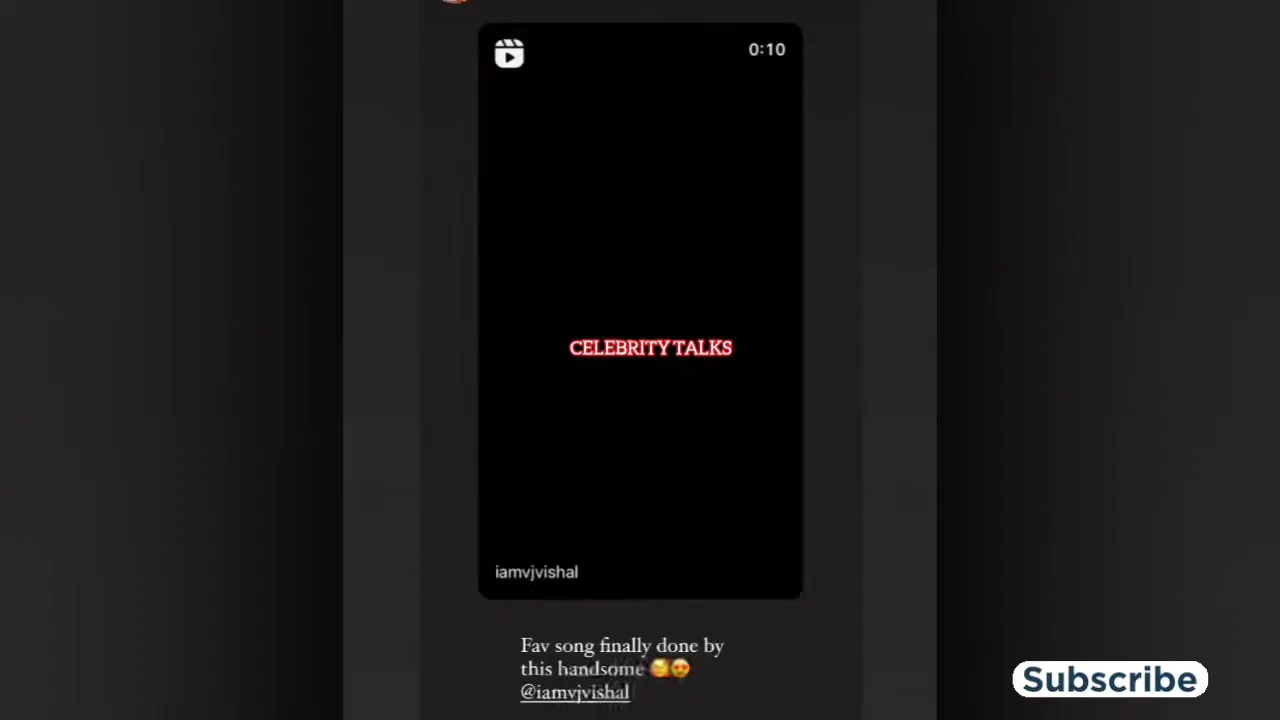 0:10
CELEBRITY TALKS
iamvjvishal
Fav song finally done by
this handsome 🥰😍
@iamvjvishal
Subscribe